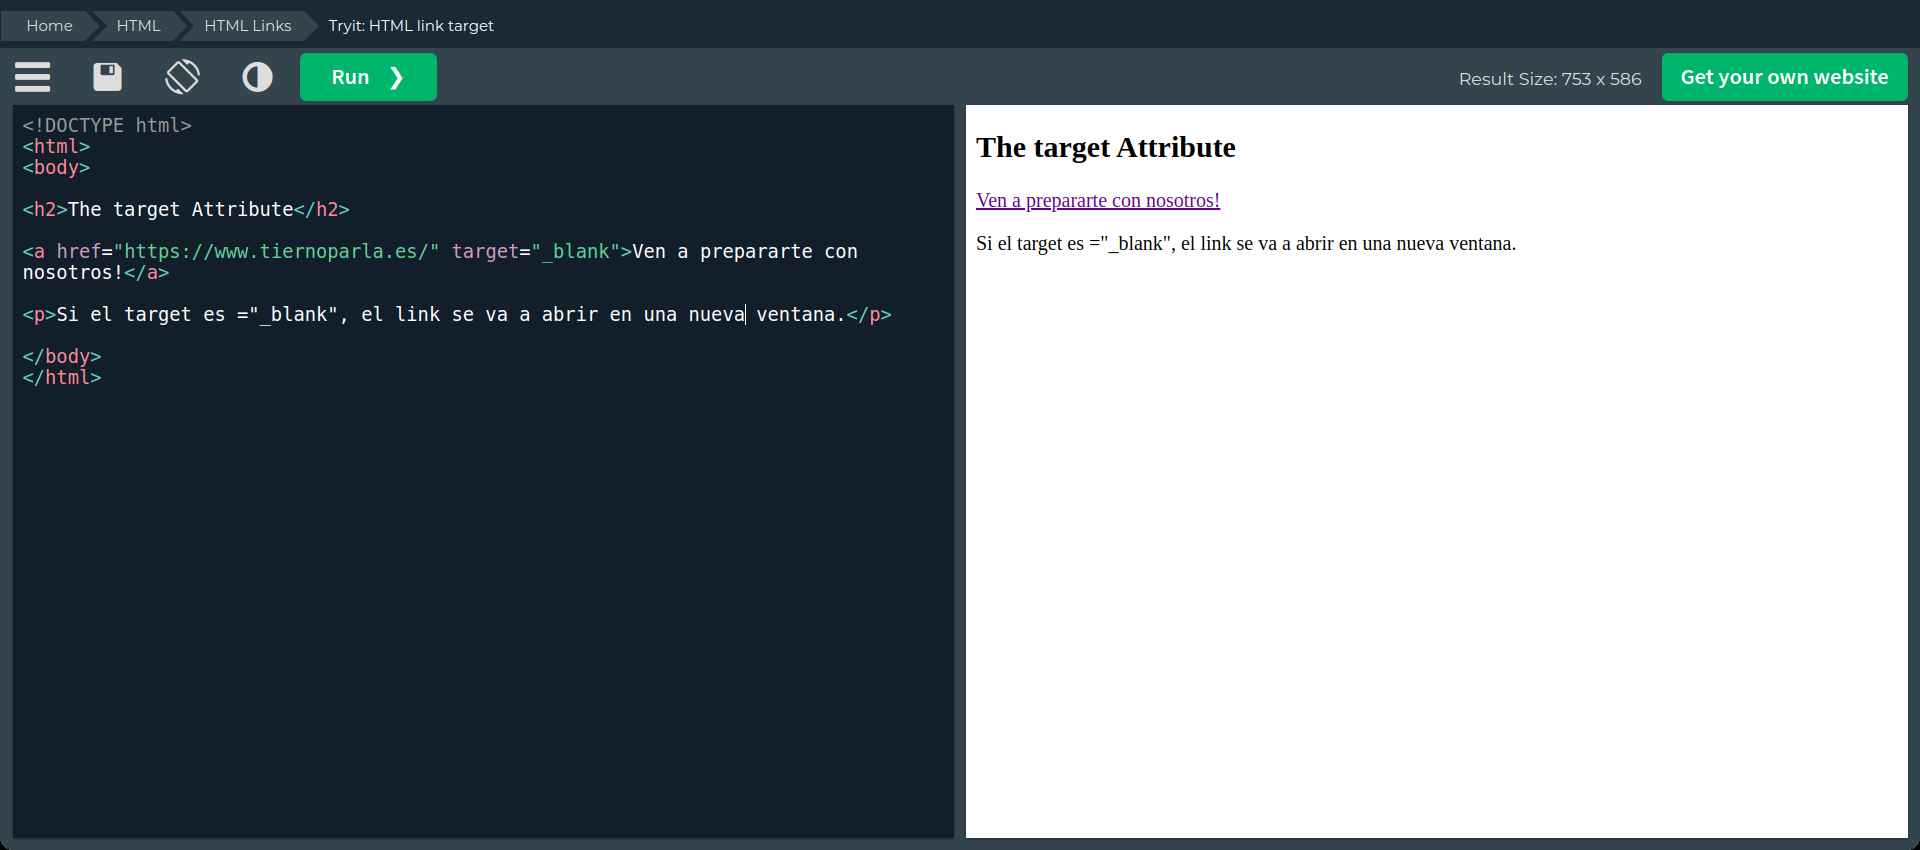 Home HTML HTML Links Tryit: HTML link target
Run ❯ Result Size: 753 x 586 Get your own website
<!DOCTYPE html>
<html>
<body>
<h2>The target Attribute</h2>
<a href="https://www.tiernoparla.es/" target="_blank">Ven a prepararte con
nosotros!</a>
<p>Si el target es ="_blank", el link se va a abrir en una nueva ventana.</p>
</body>
</html>
The target Attribute
Ven a prepararte con nosotros!
Si el target es ="_blank", el link se va a abrir en una nueva ventana.